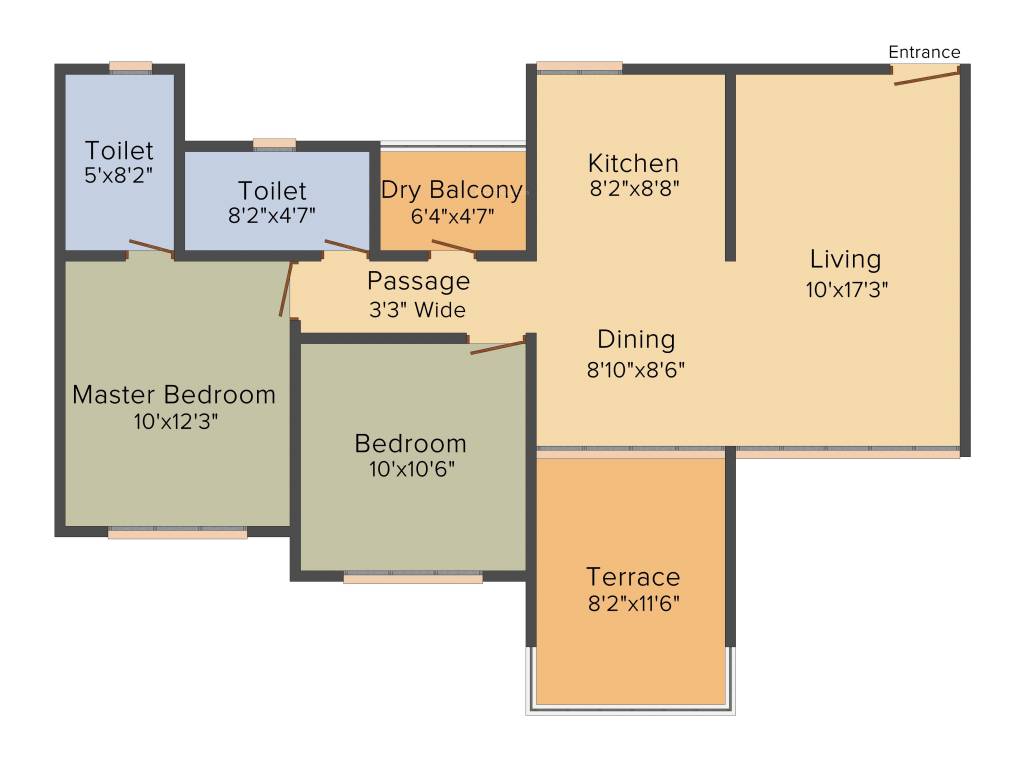 Entrance
Toilet
5'x8'2"
Toilet
8'2"x4'7"
Dry Balcony
6'4"x4'7"
Kitchen
8'2"x8'8"
Living
10'x17'3"
Passage
3'3" Wide
Dining
8'10"x8'6"
Master Bedroom
10'x12'3"
Bedroom
10'x10'6"
Terrace
8'2"x11'6"